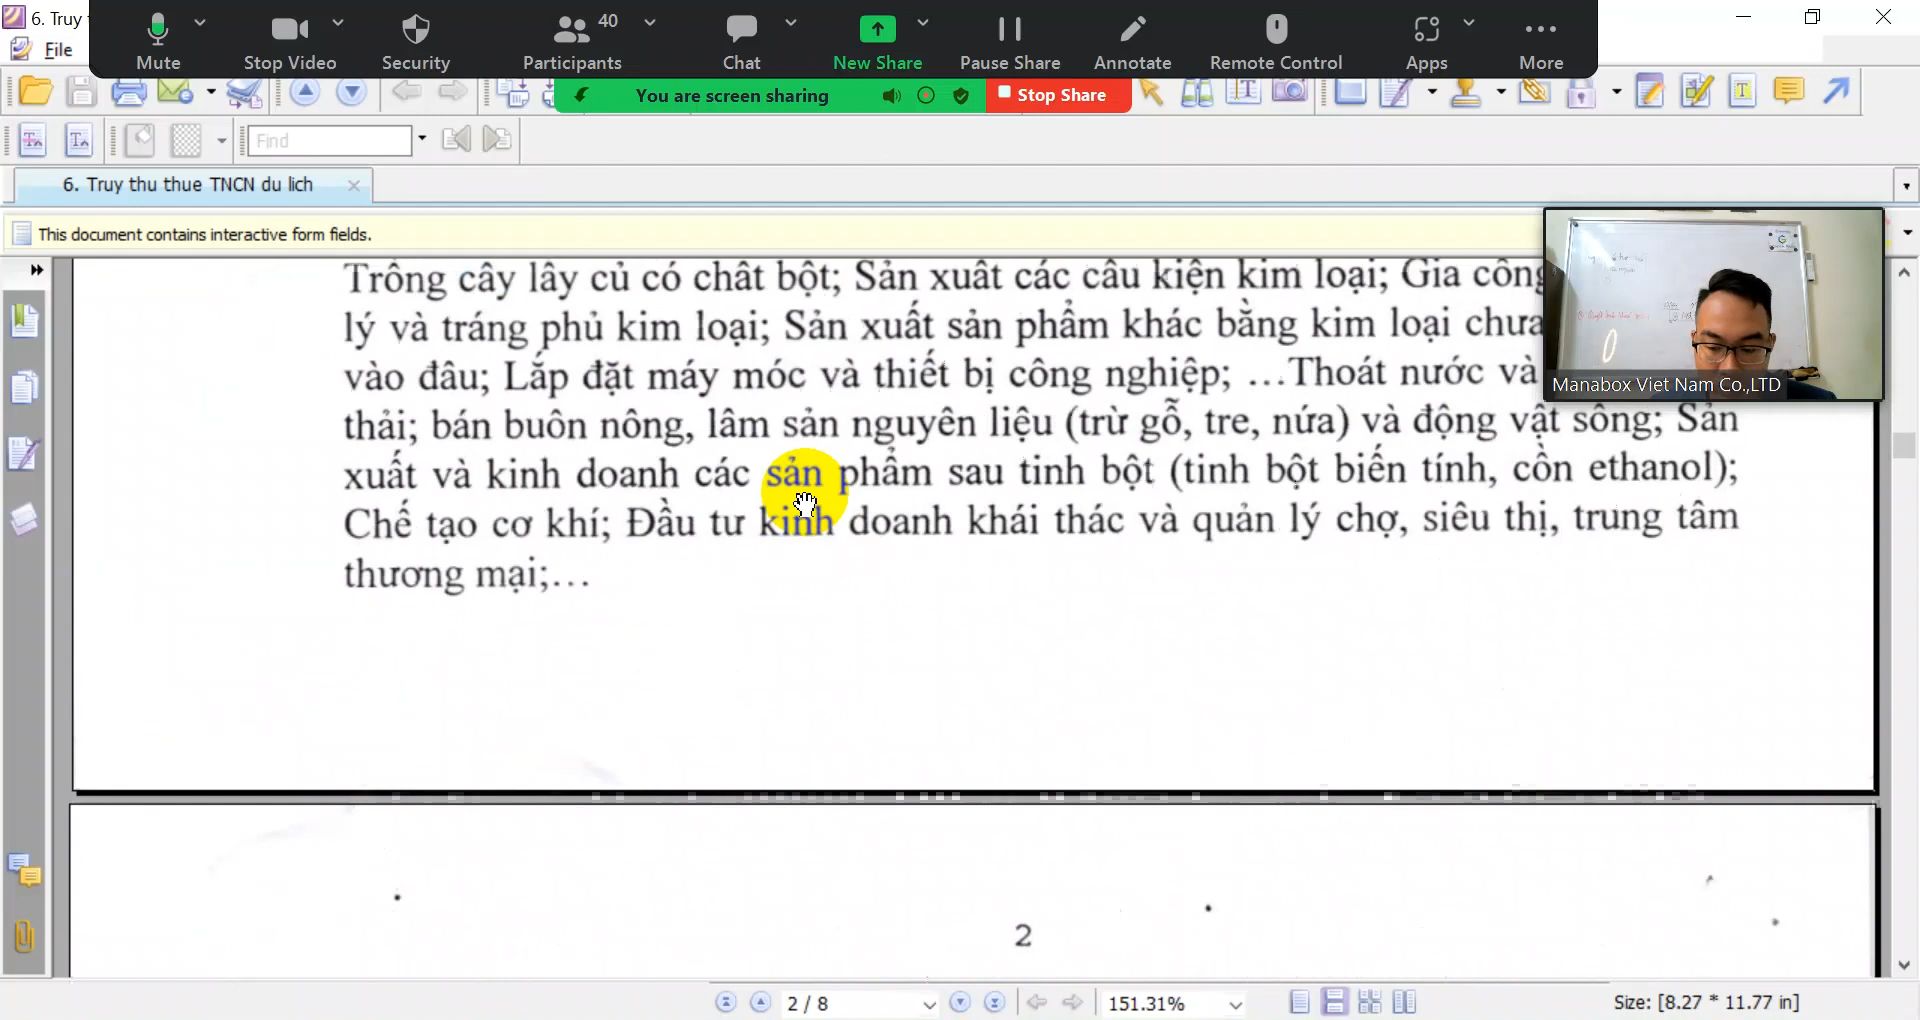 6. Truy
Mute
Stop Video
Security
Participants
40
Chat
New Share
Pause Share
Annotate
Remote Control
Apps
More
File
You are screen sharing
Stop Share
Find
6. Truy thu thue TNCN du lich
This document contains interactive form fields.
Trồng cây lấy củ có chất bột; Sản xuất các cấu kiện kim loại; Gia công
lý và tráng phủ kim loại; Sản xuất sản phẩm khác bằng kim loại chưa
vào đâu; Lắp đặt máy móc và thiết bị công nghiệp; ...Thoát nước và
thải; bán buôn nông, lâm sản nguyên liệu (trừ gỗ, tre, nứa) và động vật sống; Sản
xuất và kinh doanh các sản phẩm sau tinh bột (tinh bột biến tính, cồn ethanol);
Chế tạo cơ khí; Đầu tư kinh doanh khái thác và quản lý chợ, siêu thị, trung tâm
thương mại;...
Manabox Viet Nam Co.,LTD
2
2 / 8
151.31%
Size: [8.27 * 11.77 in]